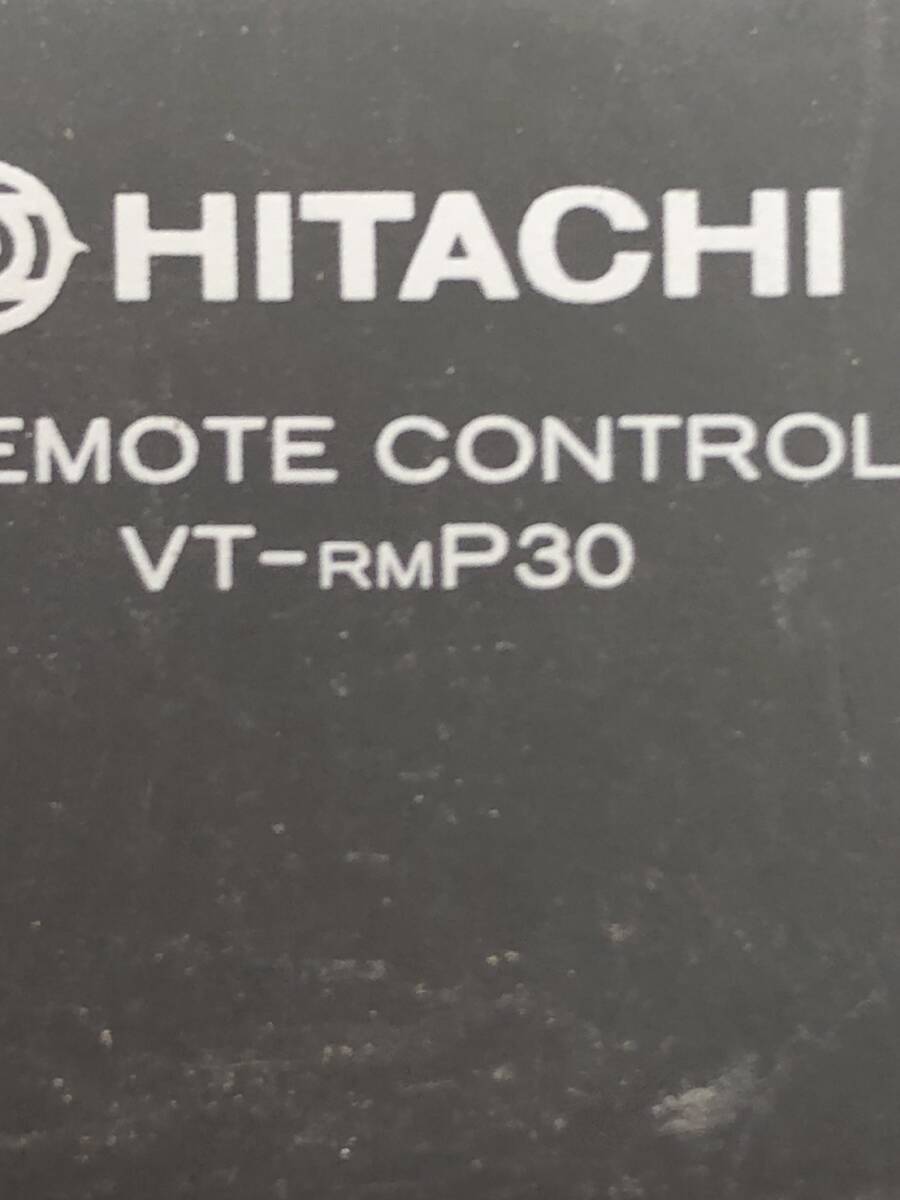 HITACHI
EMOTE CONTROL
VT-RMP30